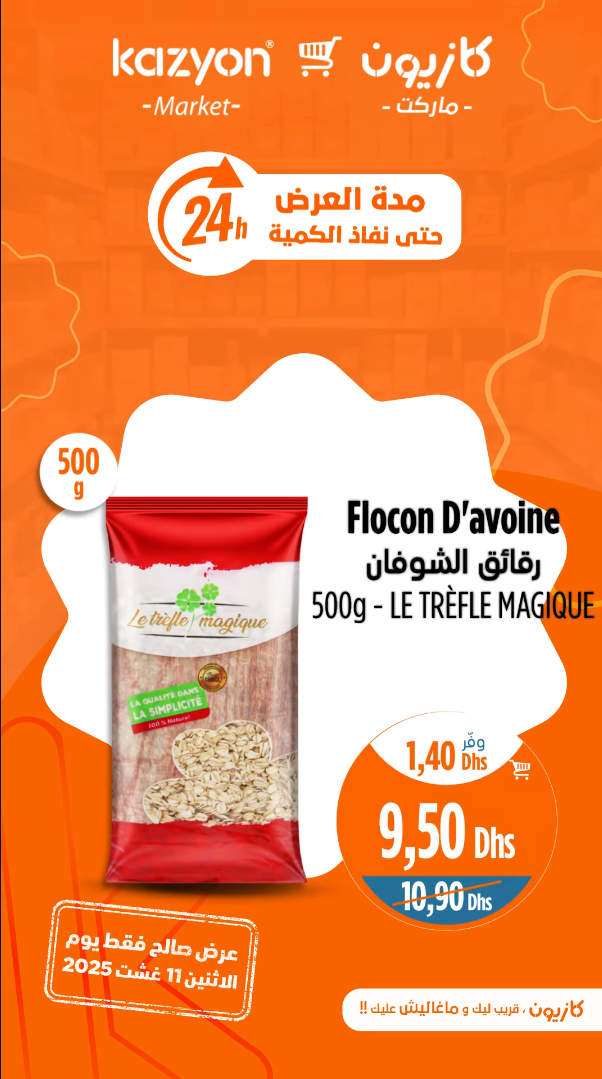 kazyon®
-Market-
كازيون
- ماركت -
24h
مدة العرض
حتى نفاذ الكمية
500
g
Flocon D'avoine
رقائق الشوفان
500g - LE TRÈFLE MAGIQUE
Le trèfle magique
LA QUALITÉ DANS
LA SIMPLICITÉ
100 % Natural
وفّر
1,40 Dhs
9,50 Dhs
10,90 Dhs
عرض صالح فقط يوم
الاثنين 11 غشت 2025
كازيون ، قريب ليك و ماغاليش عليك !!